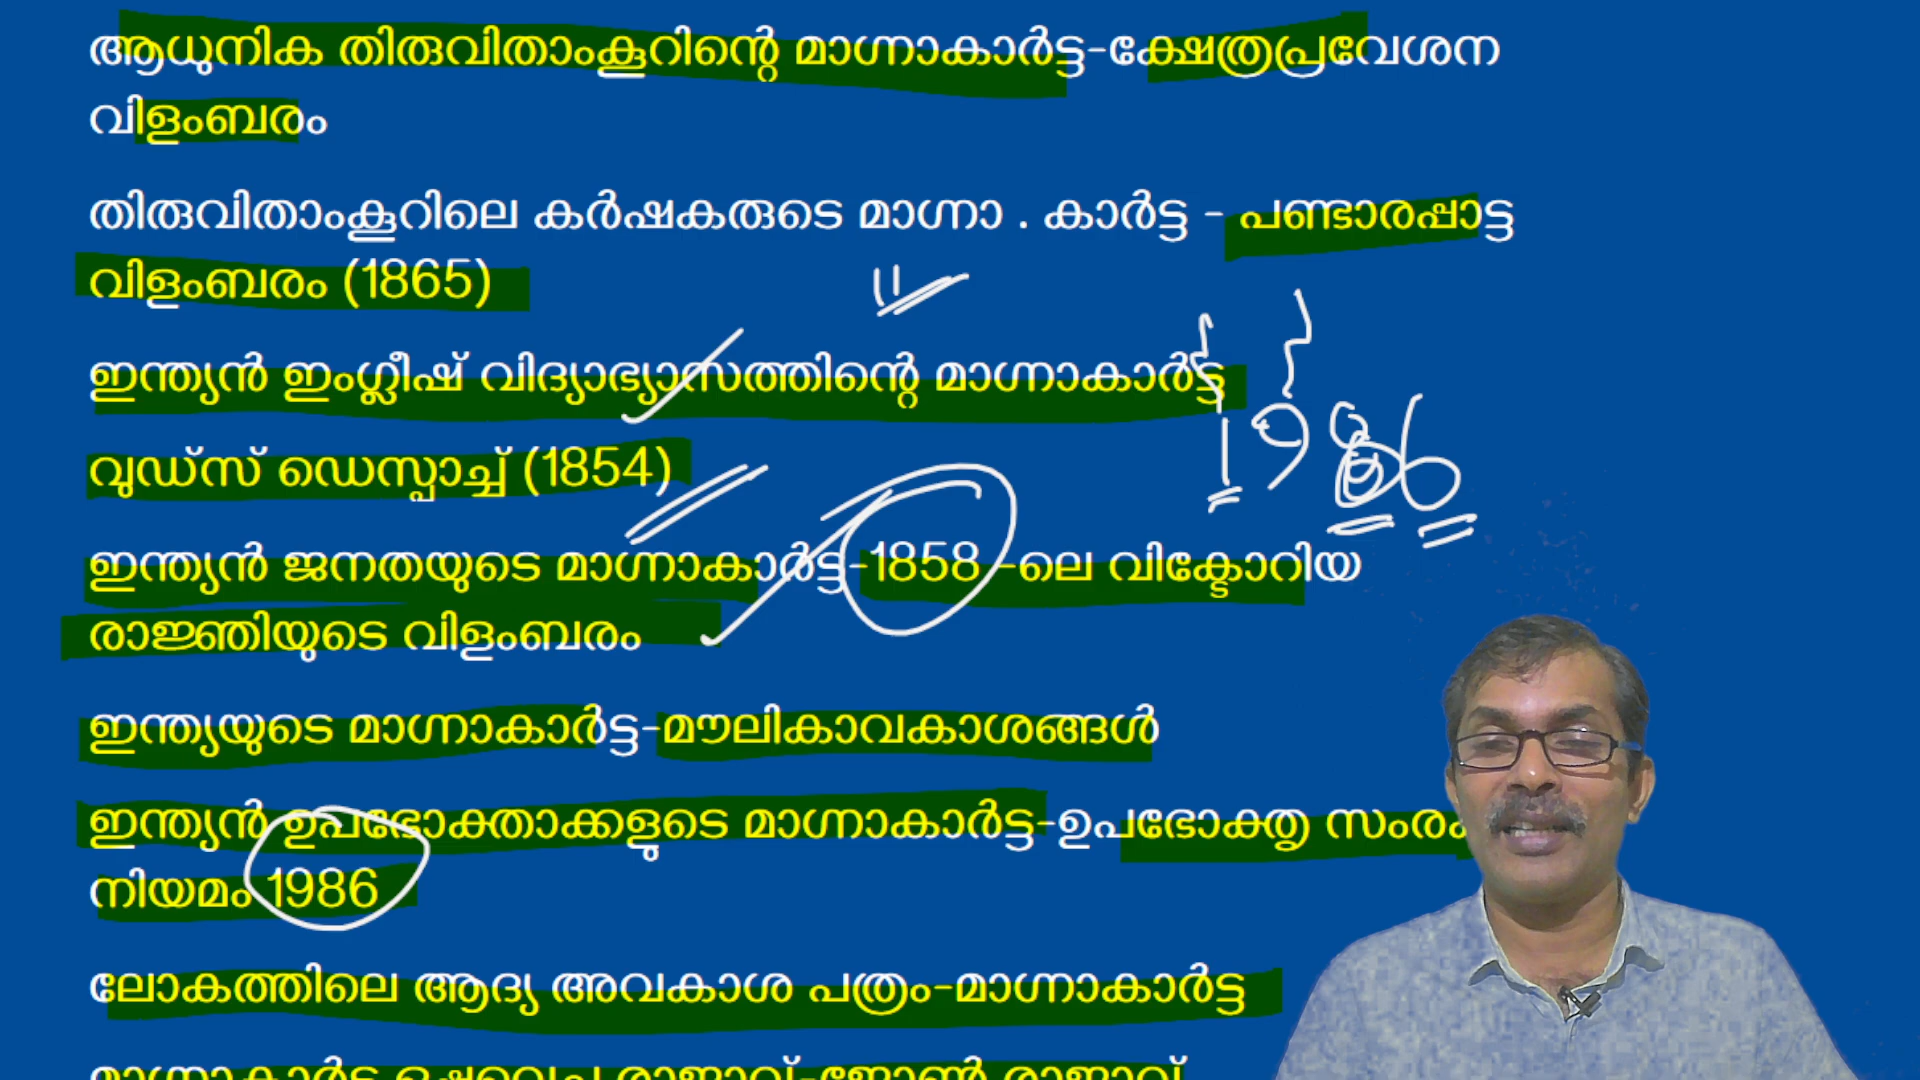 ആധുനിക തിരുവിതാംകൂറിന്റെ മാഗ്നാകാർട്ട-ക്ഷേത്രപ്രവേശന
വിളംബരം
തിരുവിതാംകൂറിലെ കർഷകരുടെ മാഗ്നാ . കാർട്ട - പണ്ടാരപ്പാട്ട
വിളംബരം (1865)
ഇന്ത്യൻ ഇംഗ്ലീഷ് വിദ്യാഭ്യാസത്തിന്റെ മാഗ്നാകാർട്ട
വുഡ്സ് ഡെസ്പാച്ച് (1854)
ഇന്ത്യൻ ജനതയുടെ മാഗ്നാകാർട്ട-1858 -ലെ വിക്ടോറിയ
രാജ്ഞിയുടെ വിളംബരം
ഇന്ത്യയുടെ മാഗ്നാകാർട്ട-മൗലികാവകാശങ്ങൾ
ഇന്ത്യൻ ഉപഭോക്താക്കളുടെ മാഗ്നാകാർട്ട-ഉപഭോക്തൃ
നിയമം 1986
ലോകത്തിലെ ആദ്യ അവകാശ പത്രം-മാഗ്നാകാർട്ട
മാഗ്നാകാർട്ട ഒപ്പുവെച്ച രാജാവ്-ജോൺ രാജാവ്